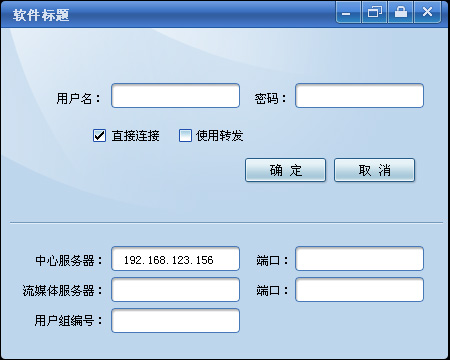 软件标题
用户名： 密码：
直接连接 使用转发
确 定 取 消
中心服务器： 192.168.123.156 端口：
流媒体服务器： 端口：
用户组编号：